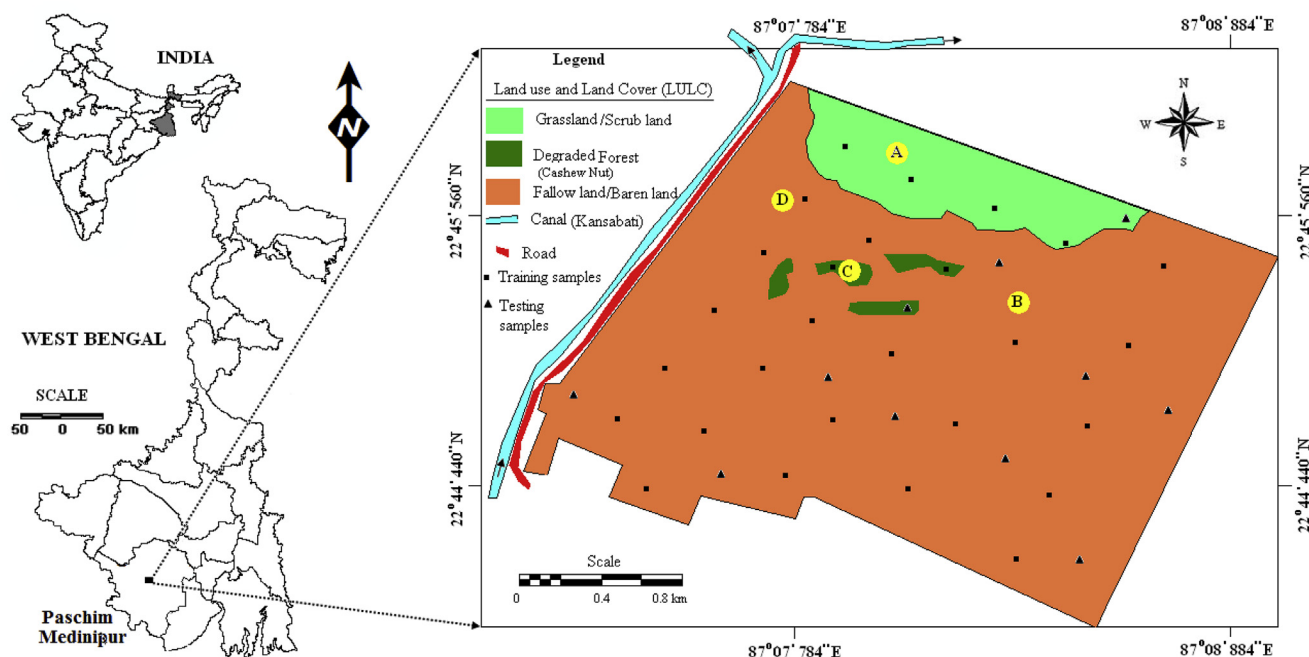 INDIA
N
WEST BENGAL
SCALE
50 0 50 km
Paschim
Medinipur
87°07'784"E
87°08'884"E
Legend
Land use and Land Cover (LULC)
Grassland/Scrub land
Degraded Forest
(Cashew Nut)
Fallow land/Baren land
Canal (Kansabati)
Road
Training samples
Testing
samples
N
W E
S
A
D
C
B
22°45'560"N
22°45'560"N
22°44'440"N
22°44'440"N
Scale
0 0.4 0.8 km
87°07'784"E
87°08'884"E